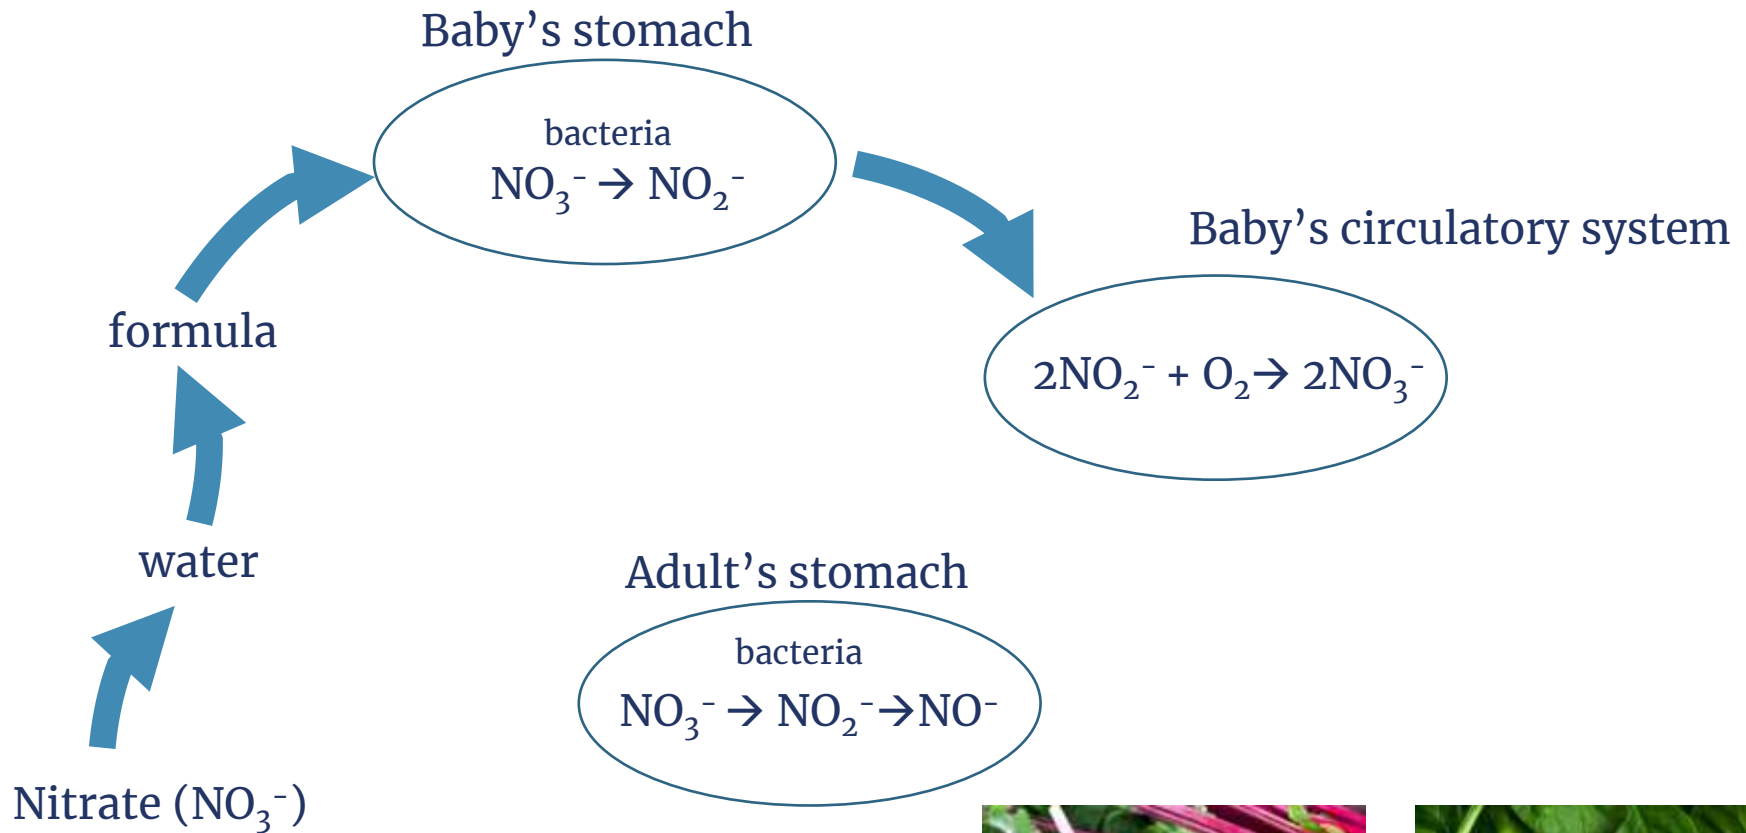 Baby’s stomach
bacteria
NO₃⁻ → NO₂⁻
Baby’s circulatory system
2NO₂⁻ + O₂→ 2NO₃⁻
formula
water
Nitrate (NO₃⁻)
Adult’s stomach
bacteria
NO₃⁻ → NO₂⁻→NO⁻